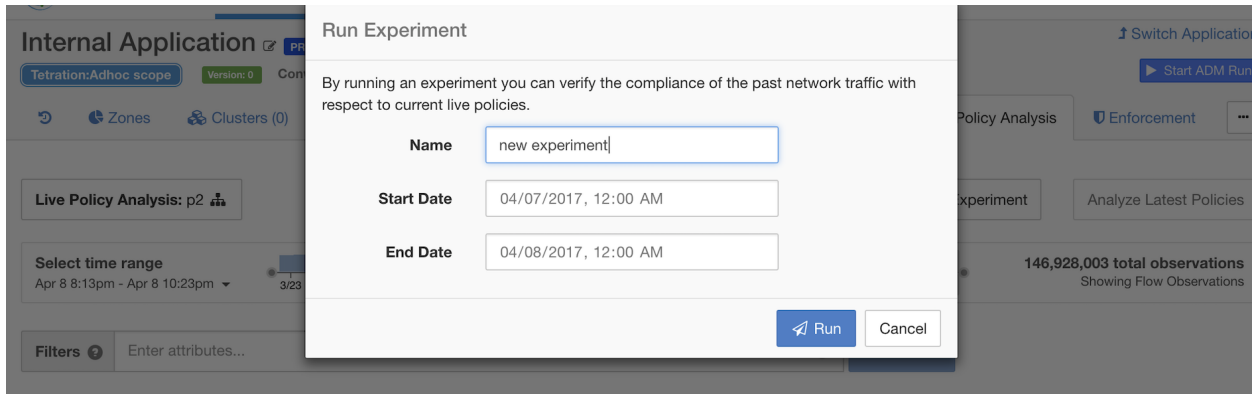 Run Experiment
By running an experiment you can verify the compliance of the past network traffic with
respect to current live policies.
Name new experiment
Start Date 04/07/2017, 12:00 AM
End Date 04/08/2017, 12:00 AM
Run Cancel
Internal Application PR
Switch Application
Tetration:Adhoc scope Version: 0 Con
Start ADM Run
Zones Clusters (0) Policy Analysis Enforcement ...
Live Policy Analysis: p2 xperiment Analyze Latest Policies
Select time range 146,928,003 total observations
Apr 8 8:13pm - Apr 8 10:23pm 3/23 Showing Flow Observations
Filters ? Enter attributes...